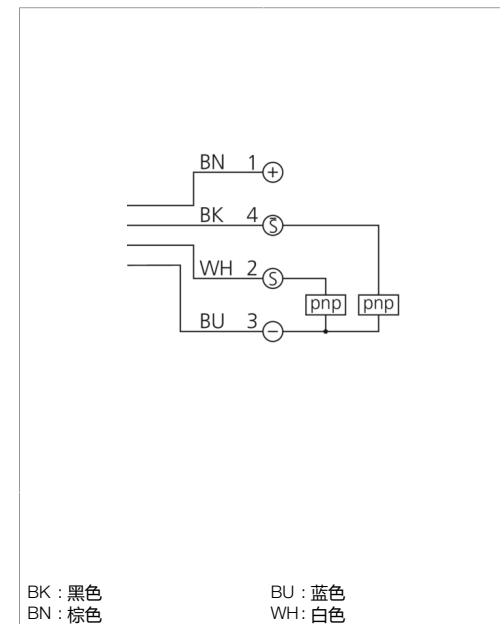 BN 1 +
BK 4 S̄
WH 2 S
pnp pnp
BU 3 −
BK : 黑色 BU : 蓝色
BN : 棕色 WH : 白色